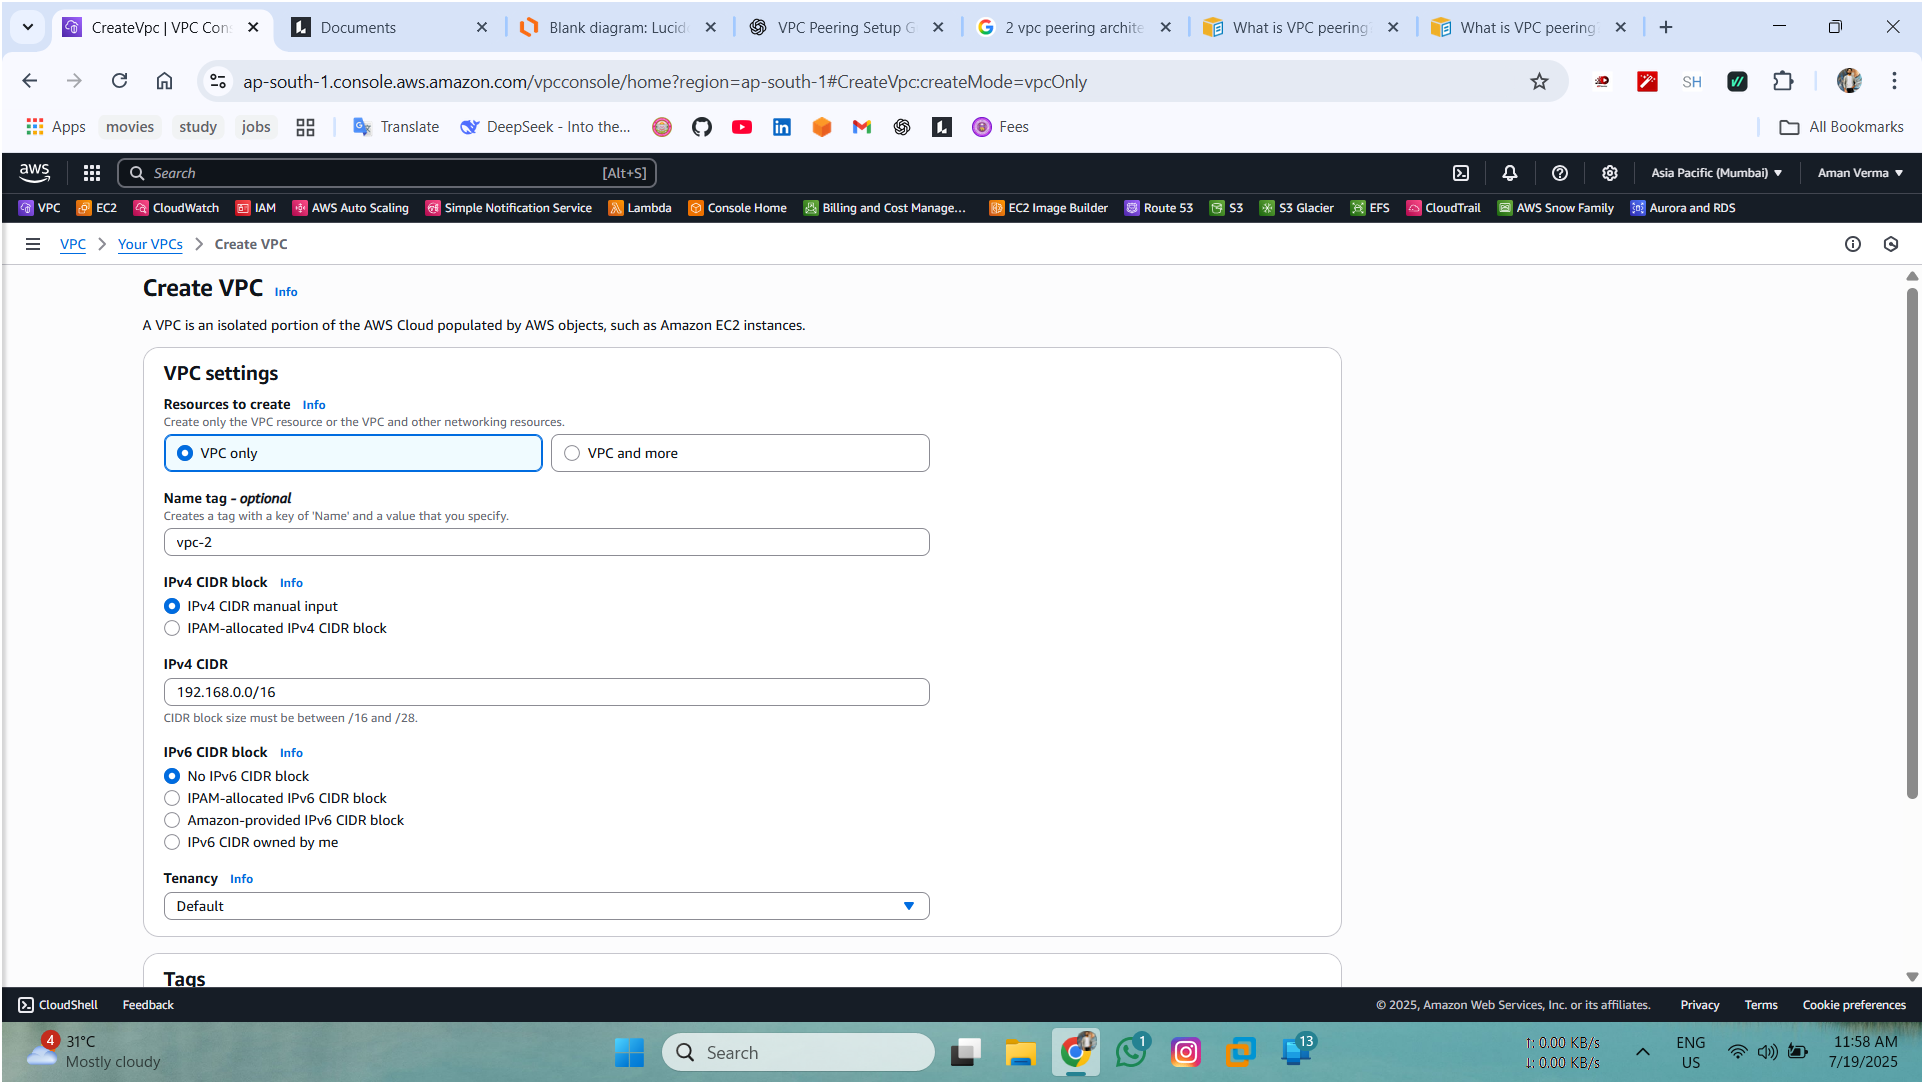 CreateVpc | VPC Cons
Documents
Blank diagram: Lucid
VPC Peering Setup G
2 vpc peering archite
What is VPC peering
What is VPC peering
ap-south-1.console.aws.amazon.com/vpcconsole/home?region=ap-south-1#CreateVpc:createMode=vpcOnly
SH
Apps
movies
study
jobs
Translate
DeepSeek - Into the...
Fees
All Bookmarks
aws
Search
[Alt+S]
Asia Pacific (Mumbai)
Aman Verma
VPC
EC2
CloudWatch
IAM
AWS Auto Scaling
Simple Notification Service
Lambda
Console Home
Billing and Cost Manage...
EC2 Image Builder
Route 53
S3
S3 Glacier
EFS
CloudTrail
AWS Snow Family
Aurora and RDS
VPC
Your VPCs
Create VPC
Create VPC Info
A VPC is an isolated portion of the AWS Cloud populated by AWS objects, such as Amazon EC2 instances.
VPC settings
Resources to create Info
Create only the VPC resource or the VPC and other networking resources.
VPC only
VPC and more
Name tag - optional
Creates a tag with a key of 'Name' and a value that you specify.
vpc-2
IPv4 CIDR block Info
IPv4 CIDR manual input
IPAM-allocated IPv4 CIDR block
IPv4 CIDR
192.168.0.0/16
CIDR block size must be between /16 and /28.
IPv6 CIDR block Info
No IPv6 CIDR block
IPAM-allocated IPv6 CIDR block
Amazon-provided IPv6 CIDR block
IPv6 CIDR owned by me
Tenancy Info
Default
Tags
CloudShell
Feedback
© 2025, Amazon Web Services, Inc. or its affiliates.
Privacy
Terms
Cookie preferences
4
31°C
Mostly cloudy
Search
1
13
↑: 0.00 KB/s
↓: 0.00 KB/s
ENG
US
11:58 AM
7/19/2025